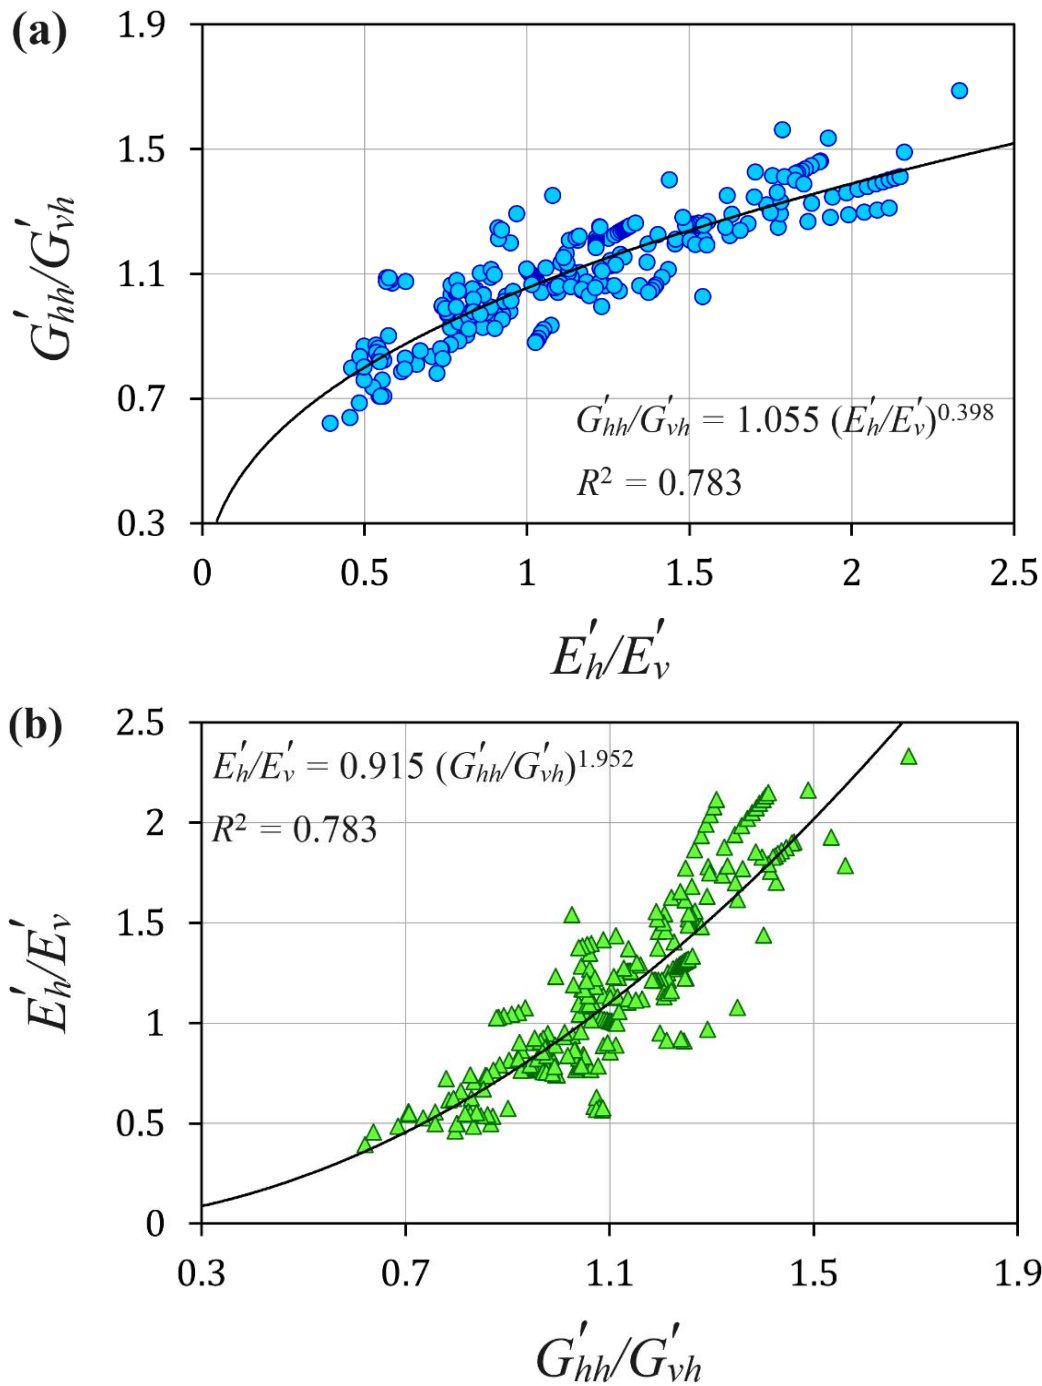 (a)
1.9
1.5
1.1
0.7
0.3
G′hh/G′vh
G′hh/G′vh = 1.055 (E′h/E′v)^0.398
R² = 0.783
0 0.5 1 1.5 2 2.5
E′h/E′v
(b)
2.5
2
1.5
1
0.5
0
E′h/E′v
E′h/E′v = 0.915 (G′hh/G′vh)^1.952
R² = 0.783
0.3 0.7 1.1 1.5 1.9
G′hh/G′vh